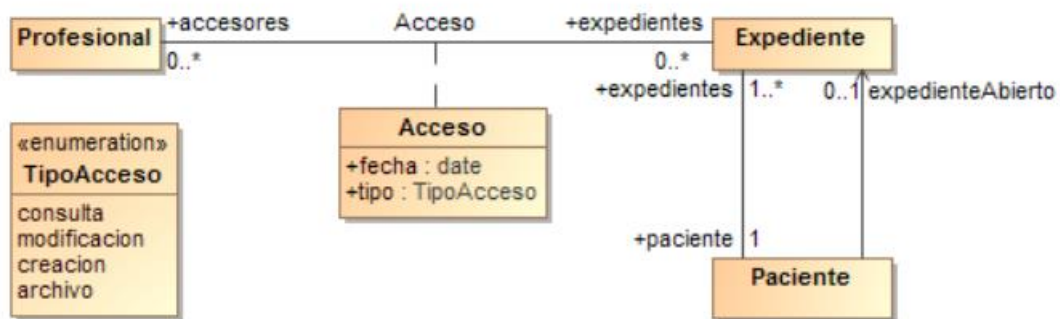 +accesores
Acceso
+expedientes
Profesional
Expediente
0..*
0..*
+expedientes
1..*
0..1
expedienteAbierto
«enumeration»
TipoAcceso
consulta
modificacion
creacion
archivo
Acceso
+fecha : date
+tipo : TipoAcceso
+paciente
1
Paciente